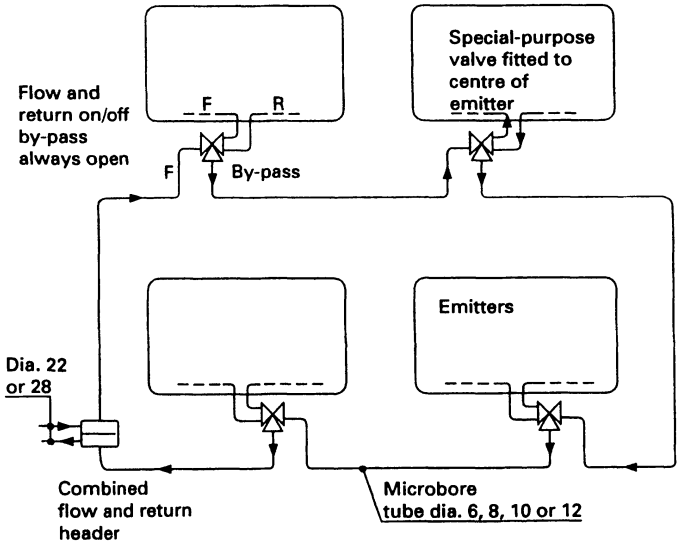 Flow and
return on/off
by-pass
always open
F R
F
By-pass
Special-purpose
valve fitted to
centre of
emitter
Emitters
Dia. 22
or 28
Combined
flow and return
header
Microbore
tube dia. 6, 8, 10 or 12